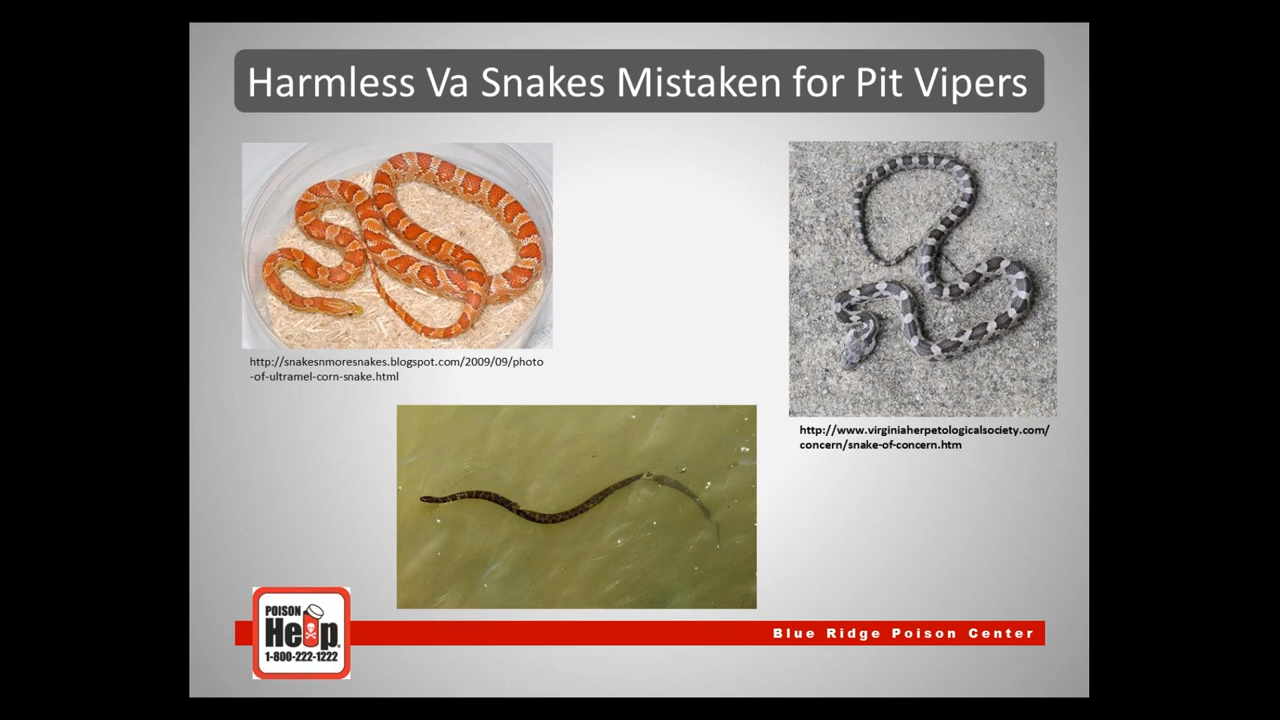 Harmless Va Snakes Mistaken for Pit Vipers
http://snakesnmoresnakes.blogspot.com/2009/09/photo
-of-ultramel-corn-snake.html
http://www.virginiaherpetologicalsociety.com/
concern/snake-of-concern.htm
POISON
Help®
1-800-222-1222
Blue Ridge Poison Center